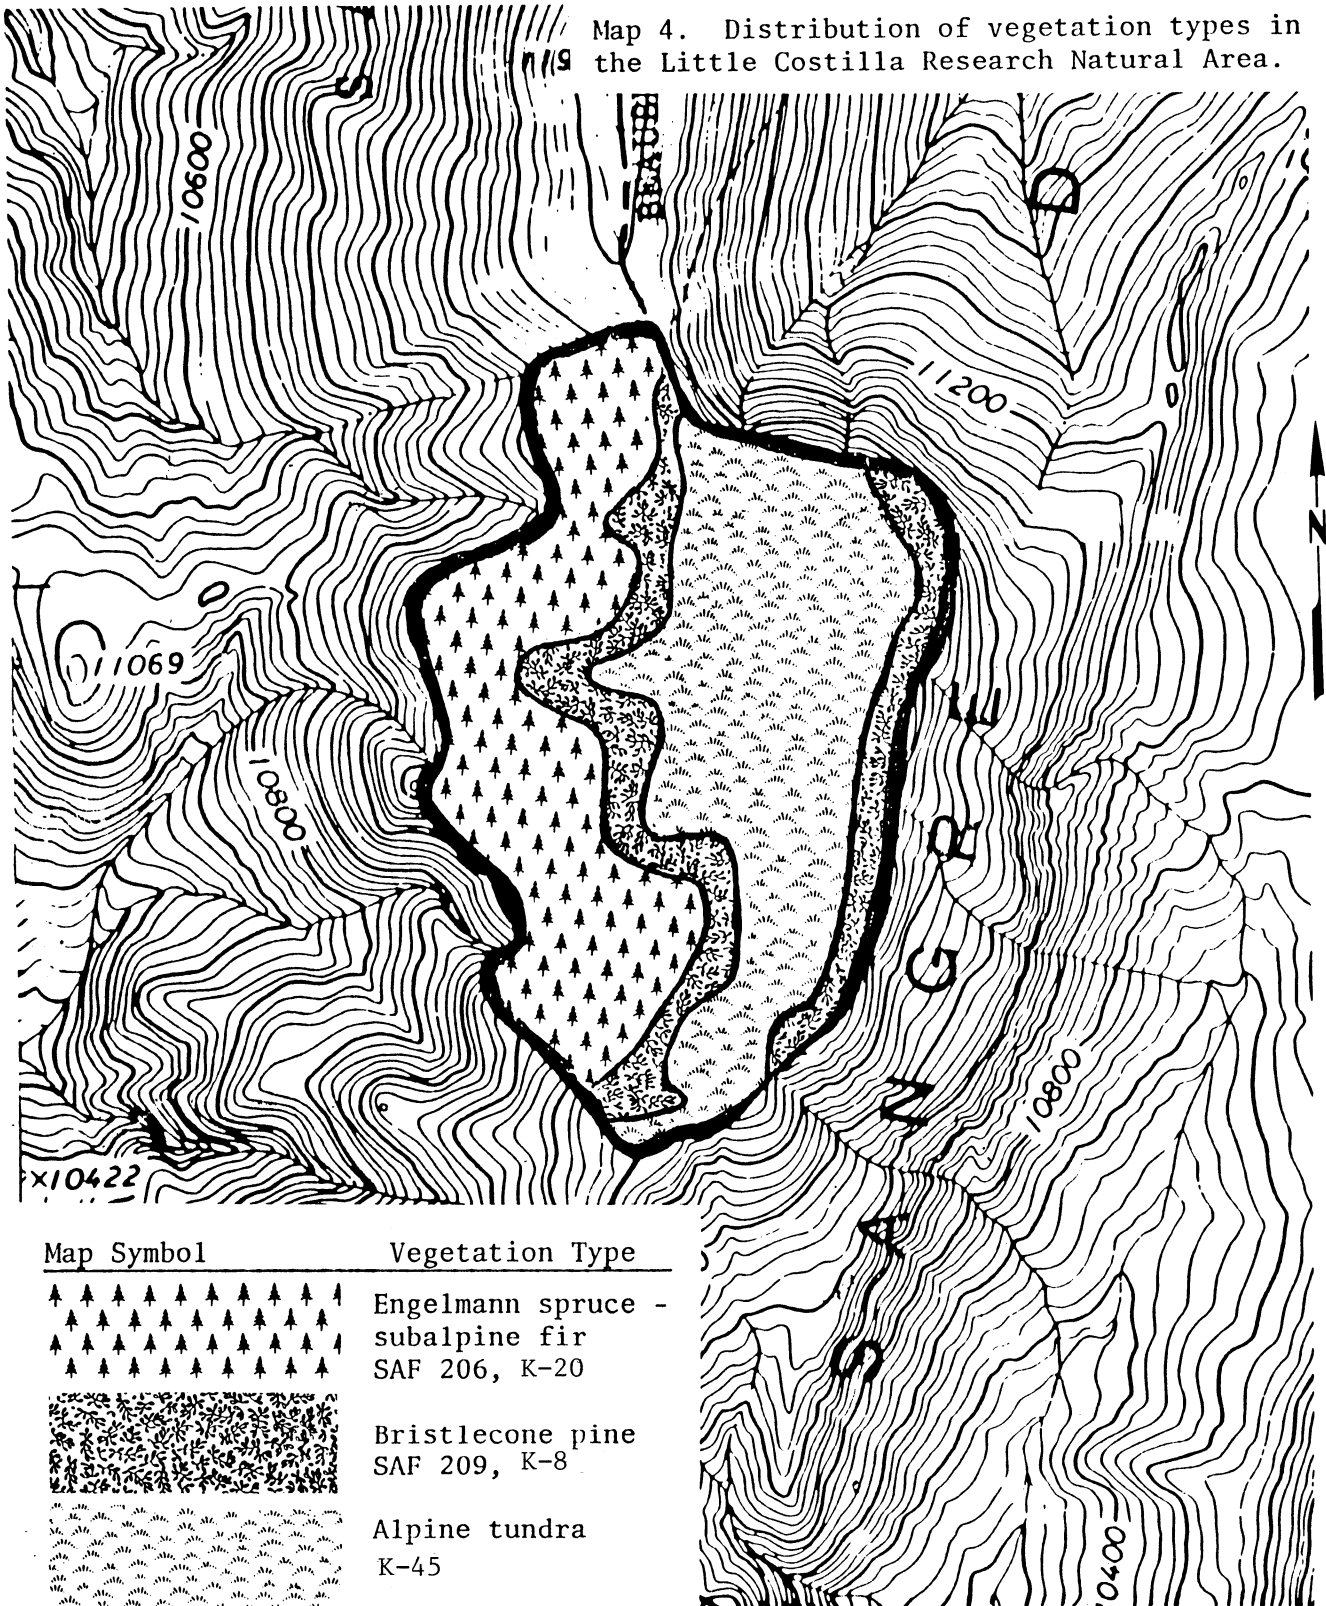 Map 4. Distribution of vegetation types in
the Little Costilla Research Natural Area.
S
10600
D
11200
N
11069
E
R
G
N
A
S
10800
10800
×10422
Map Symbol Vegetation Type
Engelmann spruce -
subalpine fir
SAF 206, K-20
Bristlecone pine
SAF 209, K-8
Alpine tundra
K-45